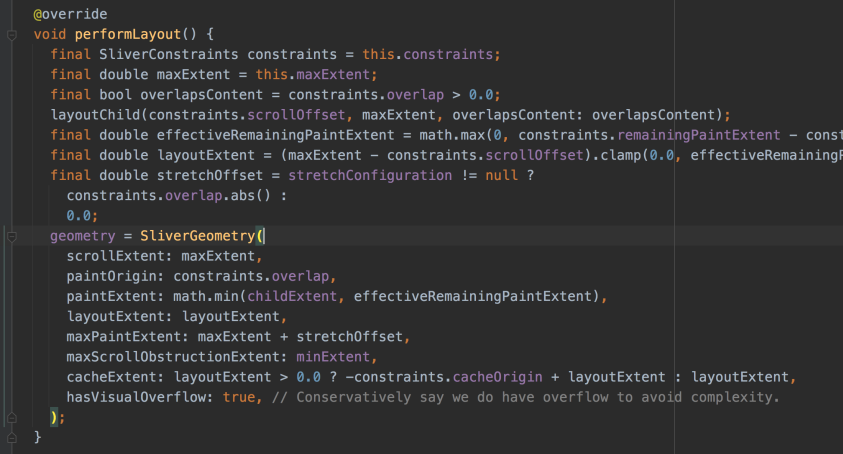 @override
void performLayout() {
final SliverConstraints constraints = this.constraints;
final double maxExtent = this.maxExtent;
final bool overlapsContent = constraints.overlap > 0.0;
layoutChild(constraints.scrollOffset, maxExtent, overlapsContent: overlapsContent);
final double effectiveRemainingPaintExtent = math.max(0, constraints.remainingPaintExtent - const
final double layoutExtent = (maxExtent - constraints.scrollOffset).clamp(0.0, effectiveRemaining
final double stretchOffset = stretchConfiguration != null ?
constraints.overlap.abs() :
0.0;
geometry = SliverGeometry(
scrollExtent: maxExtent,
paintOrigin: constraints.overlap,
paintExtent: math.min(childExtent, effectiveRemainingPaintExtent),
layoutExtent: layoutExtent,
maxPaintExtent: maxExtent + stretchOffset,
maxScrollObstructionExtent: minExtent,
cacheExtent: layoutExtent > 0.0 ? -constraints.cacheOrigin + layoutExtent : layoutExtent,
hasVisualOverflow: true, // Conservatively say we do have overflow to avoid complexity.
);
}